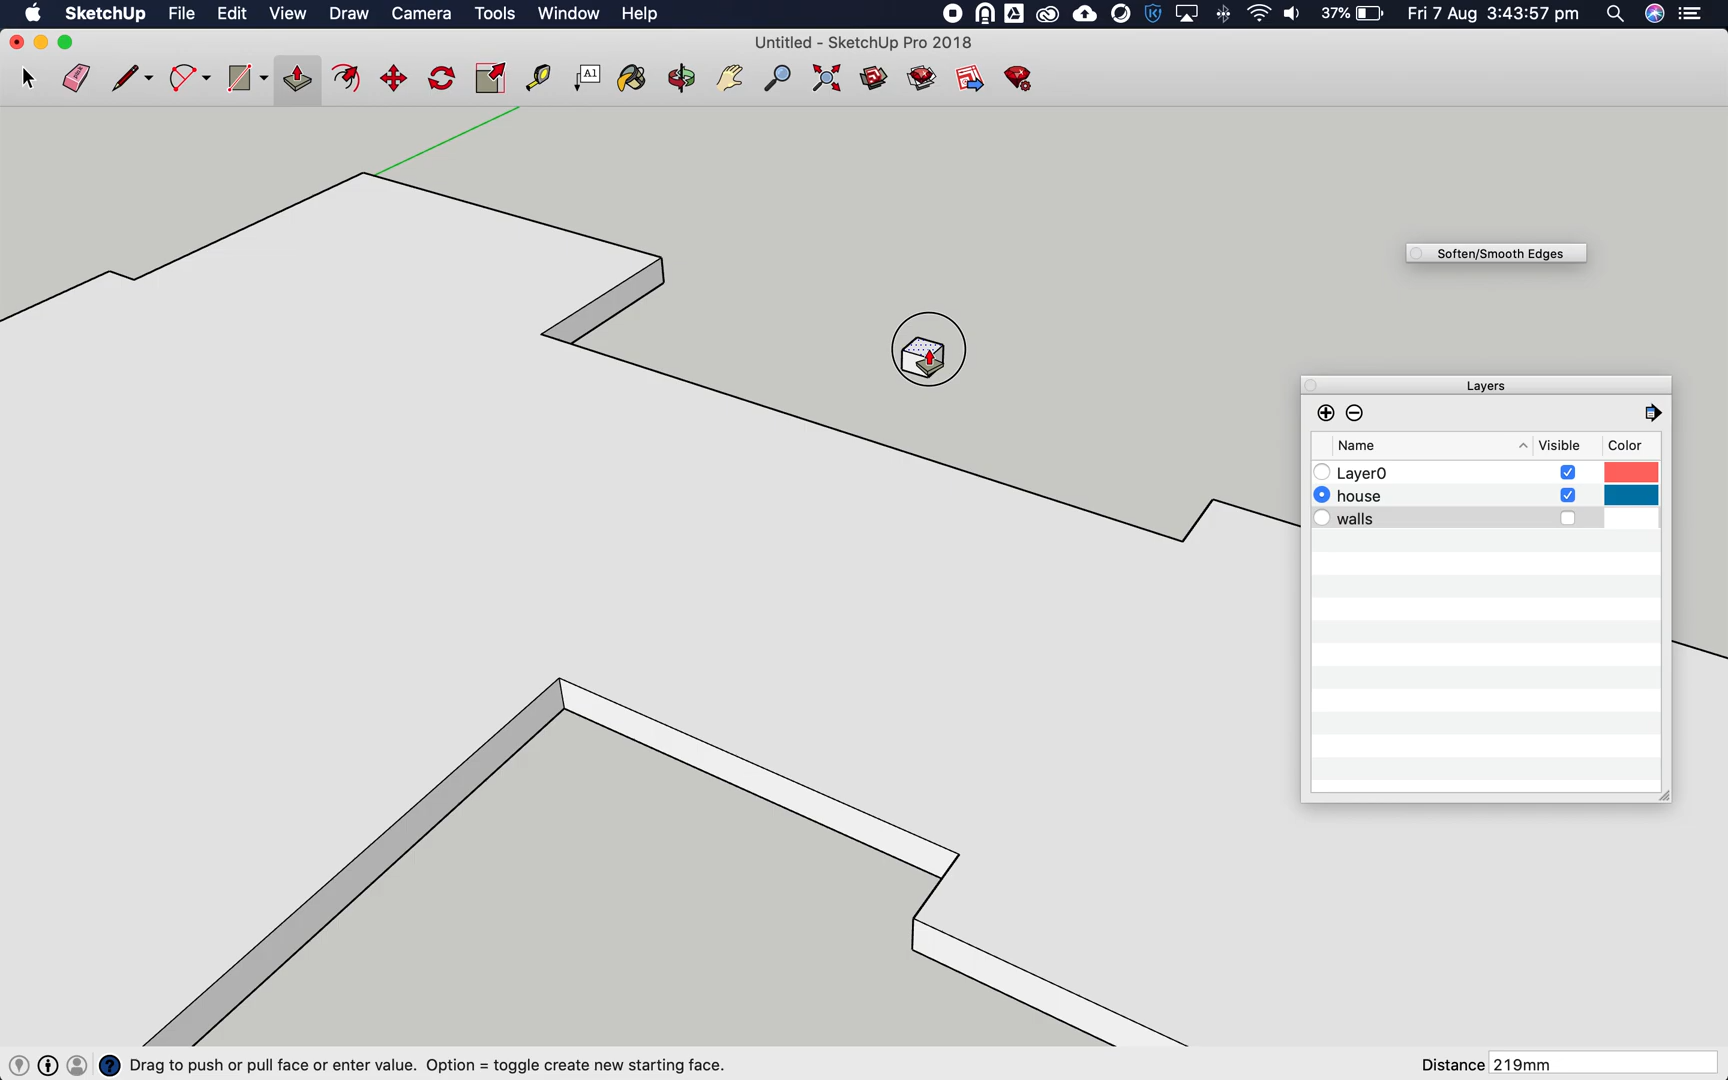 SketchUp File Edit View Draw Camera Tools Window Help 37% Fri 7 Aug 3:43:57 pm
Untitled - SketchUp Pro 2018
A1
Soften/Smooth Edges
Layers
Name Visible Color
Layer0
house
walls
? Drag to push or pull face or enter value. Option = toggle create new starting face. Distance 219mm